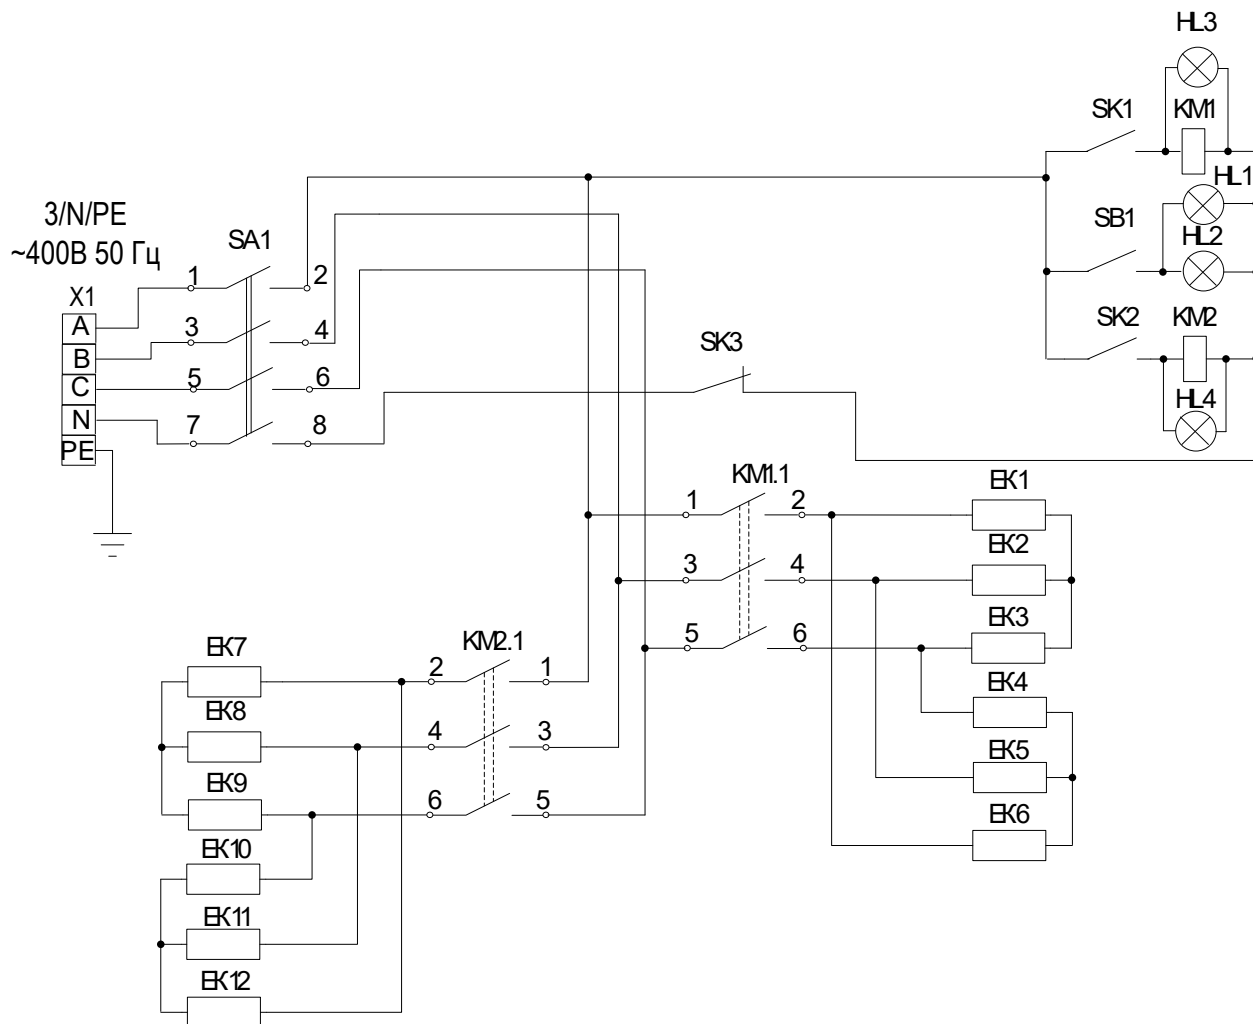 HL3
SK1
KM1
HL1
3/N/PE
~400В 50 Гц
SA1
SB1
HL2
1
2
X1
A
3
4
SK2
KM2
B
SK3
C
5
6
HL4
N
7
8
PE
KM1.1
EK1
1
2
EK2
3
4
EK3
5
6
KM2.1
EK7
2
1
EK4
EK8
4
3
EK5
EK9
6
5
EK6
EK10
EK11
EK12